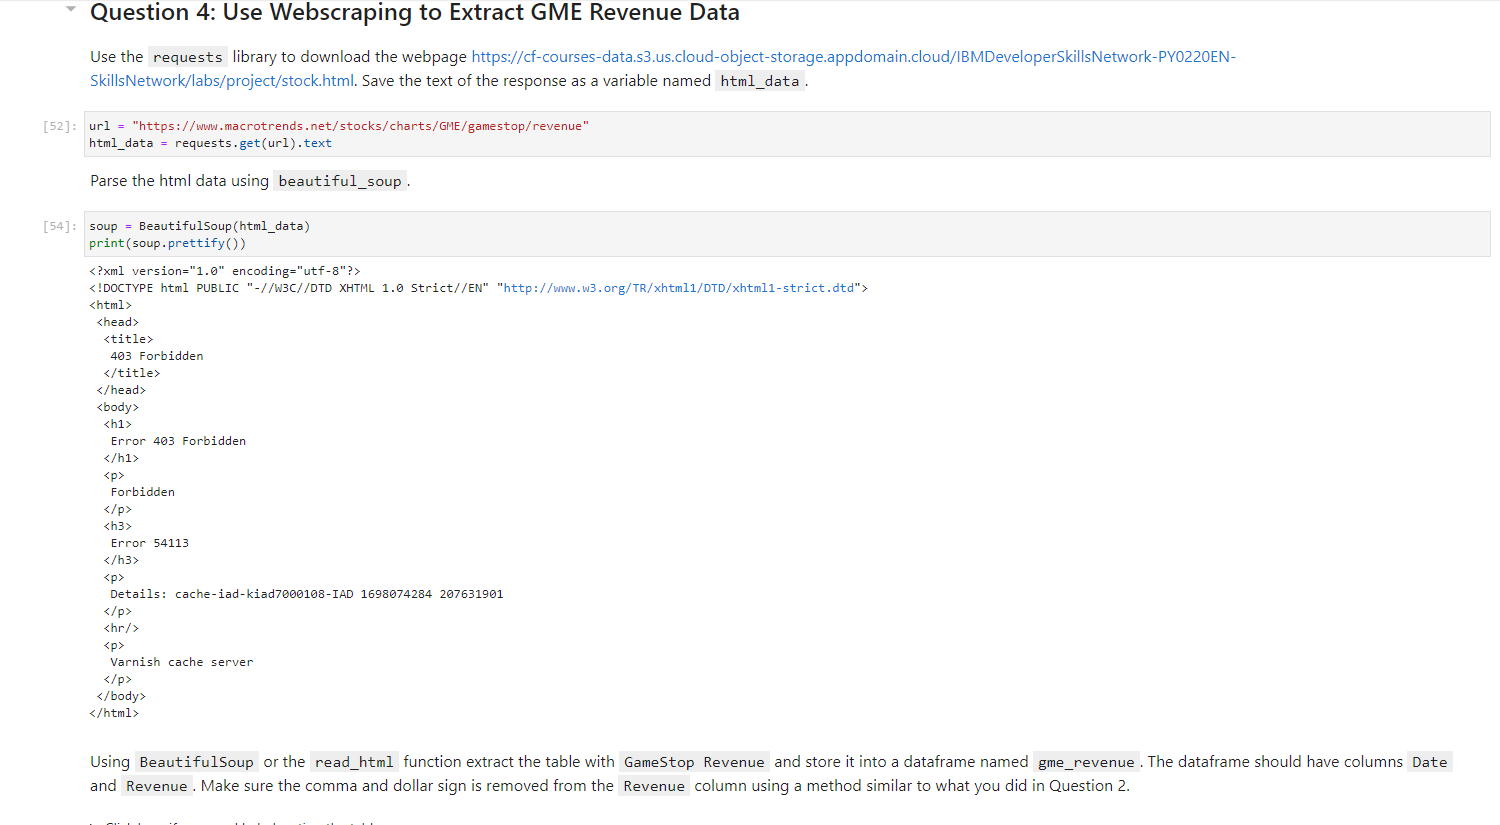 Question 4: Use Webscraping to Extract GME Revenue Data
Use the requests library to download the webpage https://cf-courses-data.s3.us.cloud-object-storage.appdomain.cloud/IBMDeveloperSkillsNetwork-PY0220EN-
SkillsNetwork/labs/project/stock.html. Save the text of the response as a variable named html_data.
[52]: url = "https://www.macrotrends.net/stocks/charts/GME/gamestop/revenue"
html_data = requests.get(url).text
Parse the html data using beautiful_soup.
[54]: soup = BeautifulSoup(html_data)
print(soup.prettify())
<?xml version="1.0" encoding="utf-8"?>
<!DOCTYPE html PUBLIC "-//W3C//DTD XHTML 1.0 Strict//EN" "http://www.w3.org/TR/xhtml1/DTD/xhtml1-strict.dtd">
<html>
<head>
<title>
403 Forbidden
</title>
</head>
<body>
<h1>
Error 403 Forbidden
</h1>
<p>
Forbidden
</p>
<h3>
Error 54113
</h3>
<p>
Details: cache-iad-kiad7000108-IAD 1698074284 207631901
</p>
<hr/>
<p>
Varnish cache server
</p>
</body>
</html>
Using BeautifulSoup or the read_html function extract the table with GameStop Revenue and store it into a dataframe named gme_revenue. The dataframe should have columns Date
and Revenue. Make sure the comma and dollar sign is removed from the Revenue column using a method similar to what you did in Question 2.